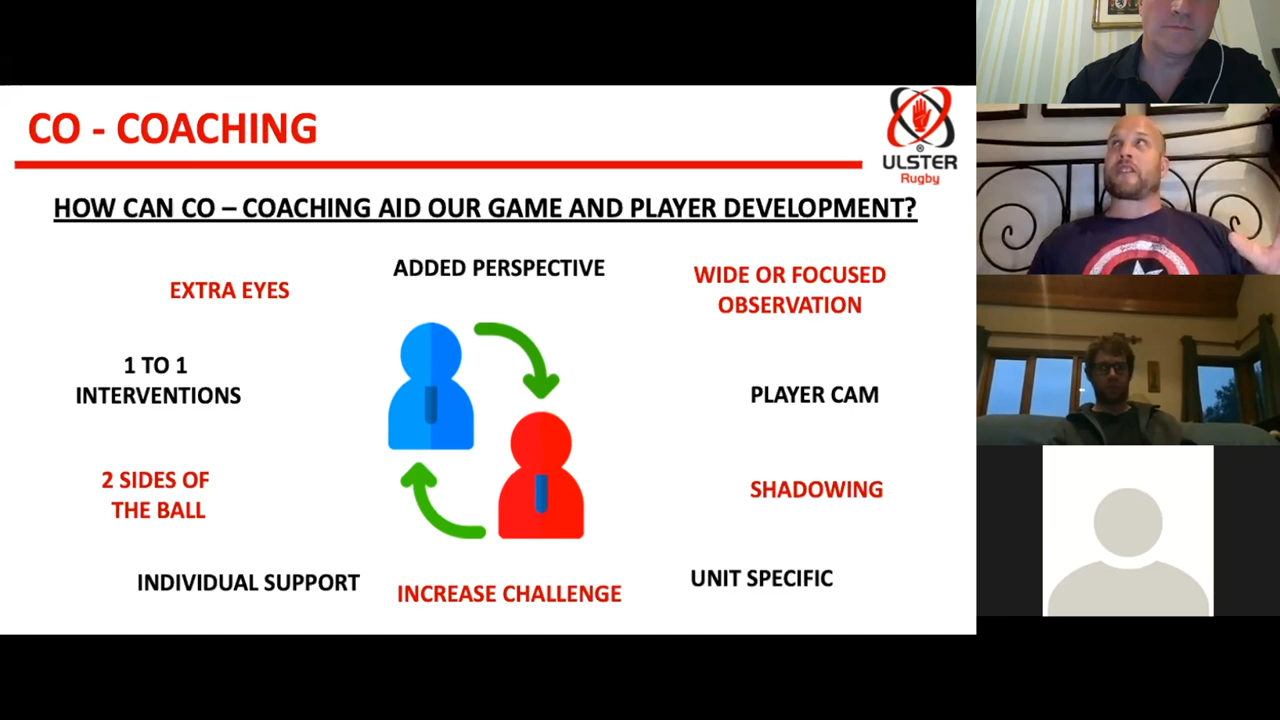 CO - COACHING
®
ULSTER
Rugby
HOW CAN CO – COACHING AID OUR GAME AND PLAYER DEVELOPMENT?
ADDED PERSPECTIVE
EXTRA EYES
WIDE OR FOCUSED
OBSERVATION
1 TO 1
INTERVENTIONS
PLAYER CAM
2 SIDES OF
THE BALL
SHADOWING
INDIVIDUAL SUPPORT
INCREASE CHALLENGE
UNIT SPECIFIC